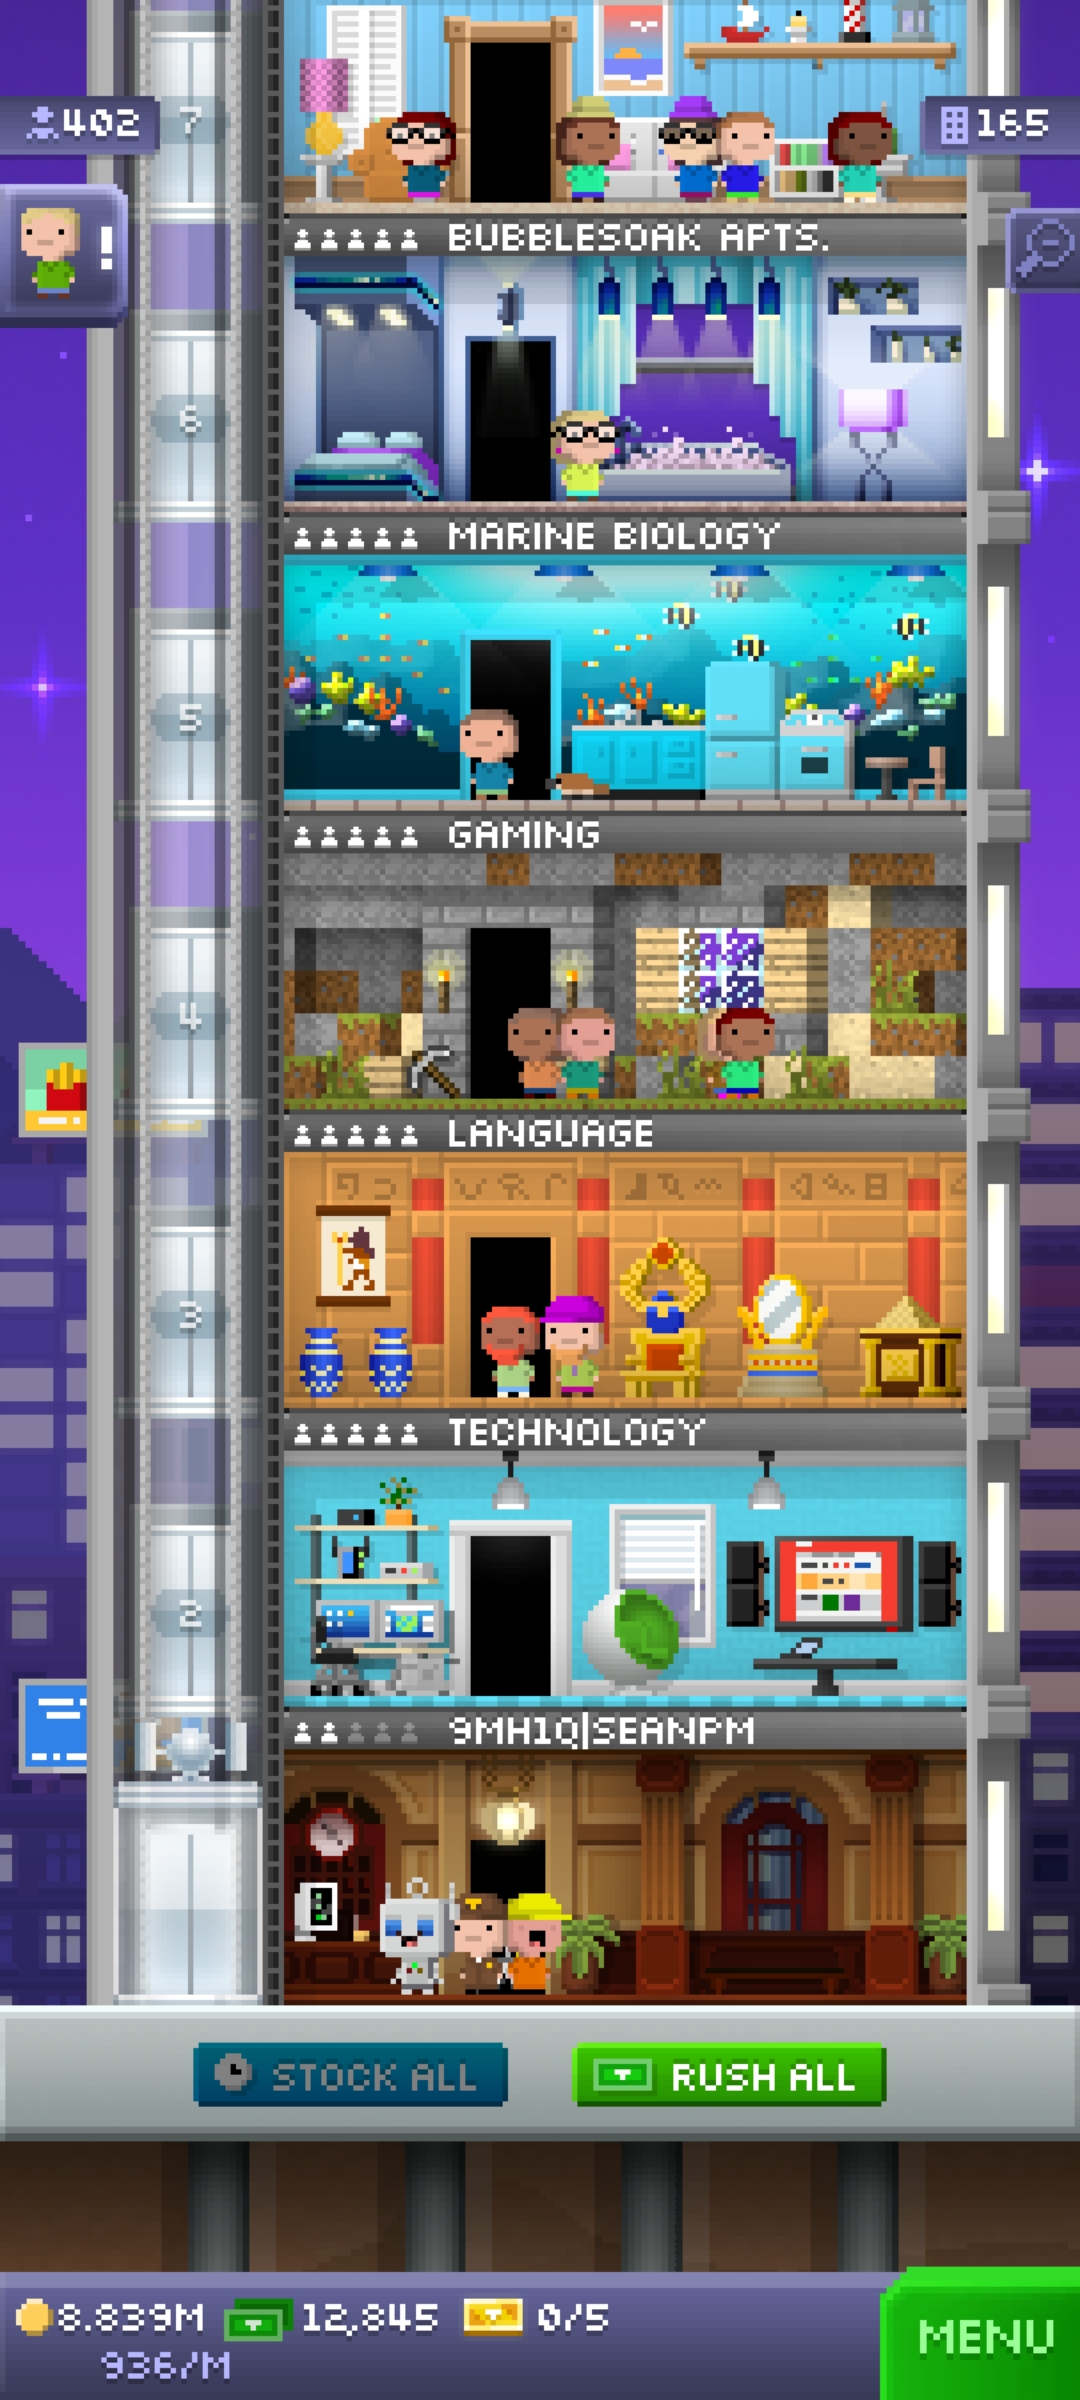 7
402
165
!
BUBBLESOAK APTS.
6
MARINE BIOLOGY
5
GAMING
4
LANGUAGE
3
TECHNOLOGY
2
9MH1Q|SEANPM
STOCK ALL
RUSH ALL
8.839M
12,845
0/5
936/M
MENU